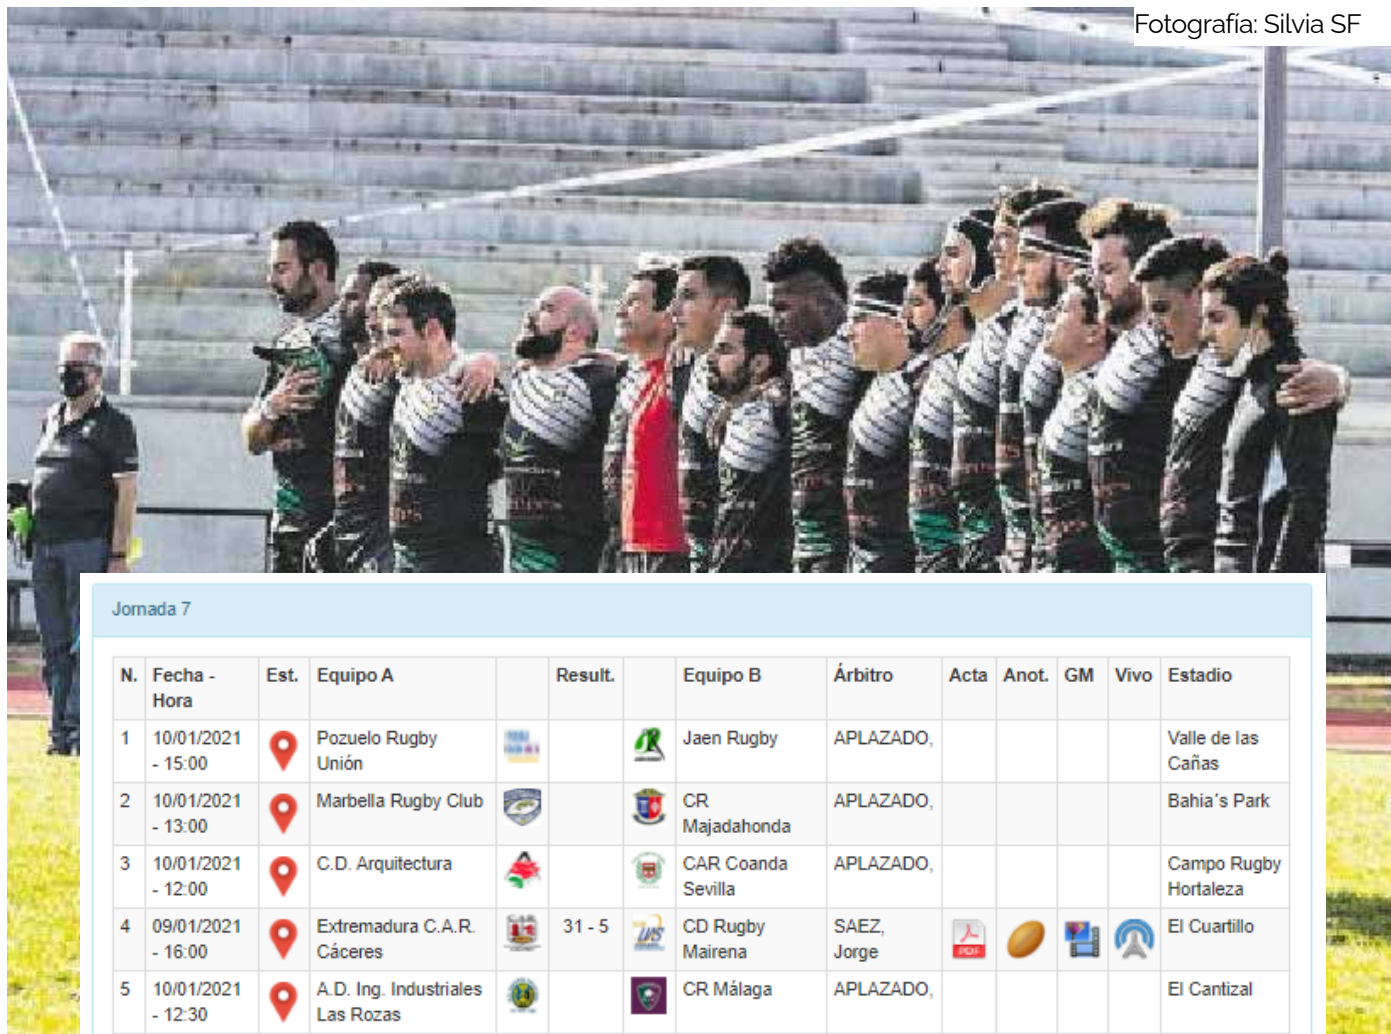 Fotografía: Silvia SF
Jornada 7
N. Fecha - Hora Est. Equipo A Result. Equipo B Árbitro Acta Anot. GM Vivo Estadio
1 10/01/2021 - 15:00 Pozuelo Rugby Unión Jaen Rugby APLAZADO, Valle de las Cañas
2 10/01/2021 - 13:00 Marbella Rugby Club CR Majadahonda APLAZADO, Bahia´s Park
3 10/01/2021 - 12:00 C.D. Arquitectura CAR Coanda Sevilla APLAZADO, Campo Rugby Hortaleza
4 09/01/2021 - 16:00 Extremadura C.A.R. Cáceres 31 - 5 CD Rugby Mairena SAEZ, Jorge PDF El Cuartillo
5 10/01/2021 - 12:30 A.D. Ing. Industriales Las Rozas CR Málaga APLAZADO, El Cantizal